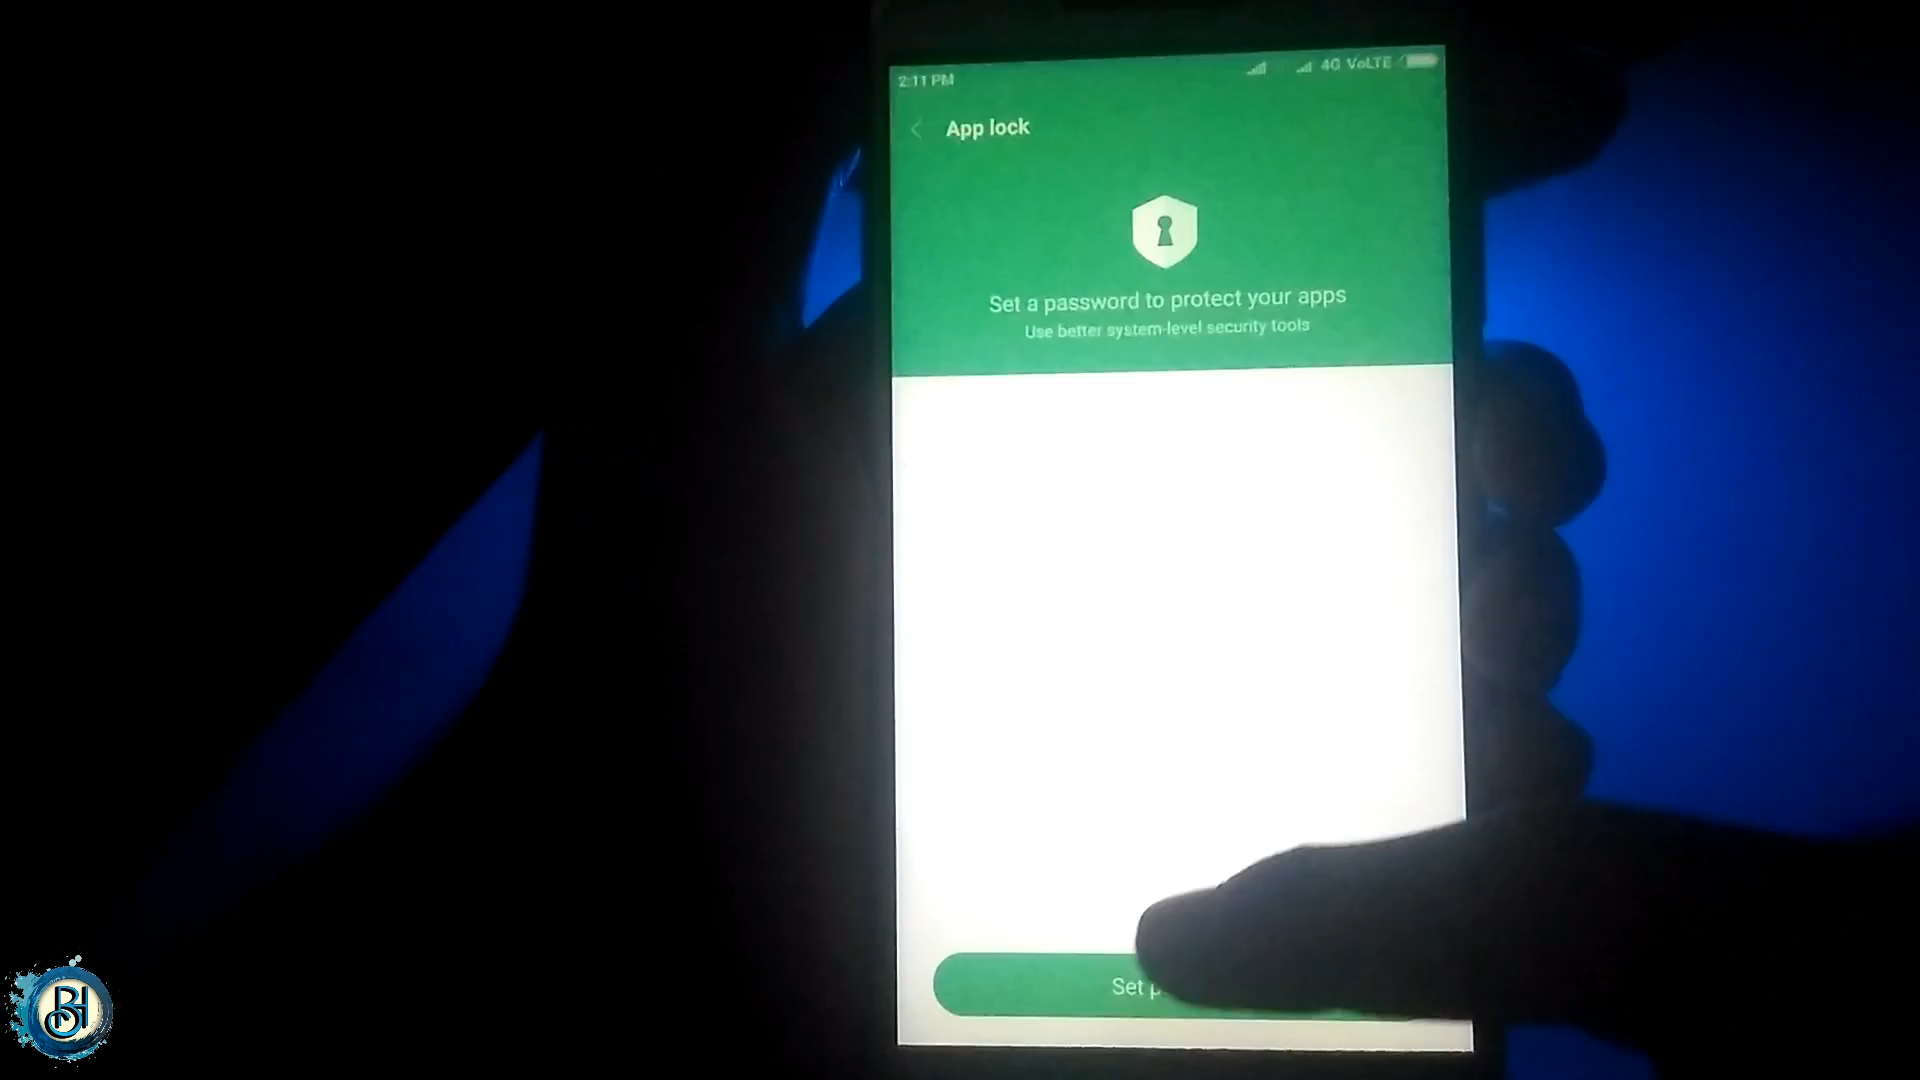 2:11 PM 4G VoLTE
App lock
Set a password to protect your apps
Use better system-level security tools
Set